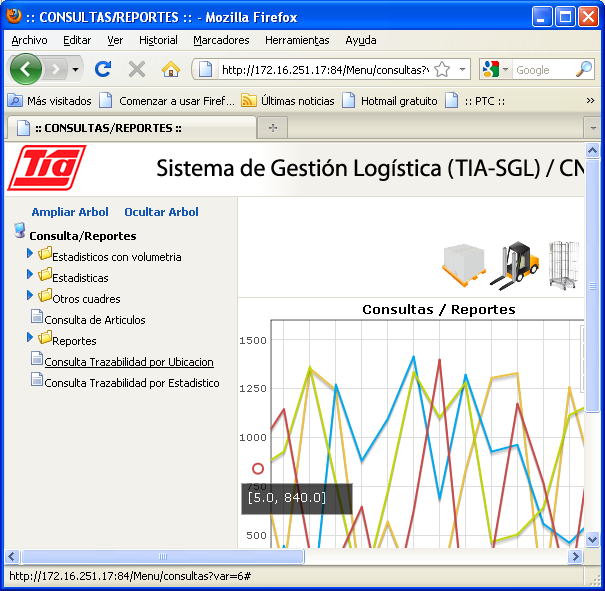 :: CONSULTAS/REPORTES :: - Mozilla Firefox
Archivo Editar Ver Historial Marcadores Herramientas Ayuda
http://172.16.251.17:84/Menu/consultas?v
Google
Más visitados Comenzar a usar Firef... Últimas noticias Hotmail gratuito :: PTC :: »
:: CONSULTAS/REPORTES ::
Tia
Sistema de Gestión Logística (TIA-SGL) / CN
Ampliar Arbol Ocultar Arbol
Consulta/Reportes
Estadisticos con volumetria
Estadisticas
Otros cuadres
Consulta de Articulos
Reportes
Consulta Trazabilidad por Ubicacion
Consulta Trazabilidad por Estadistico
Consultas / Reportes
1500
1250
1000
750
[5.0, 840.0]
500
http://172.16.251.17:84/Menu/consultas?var=6#